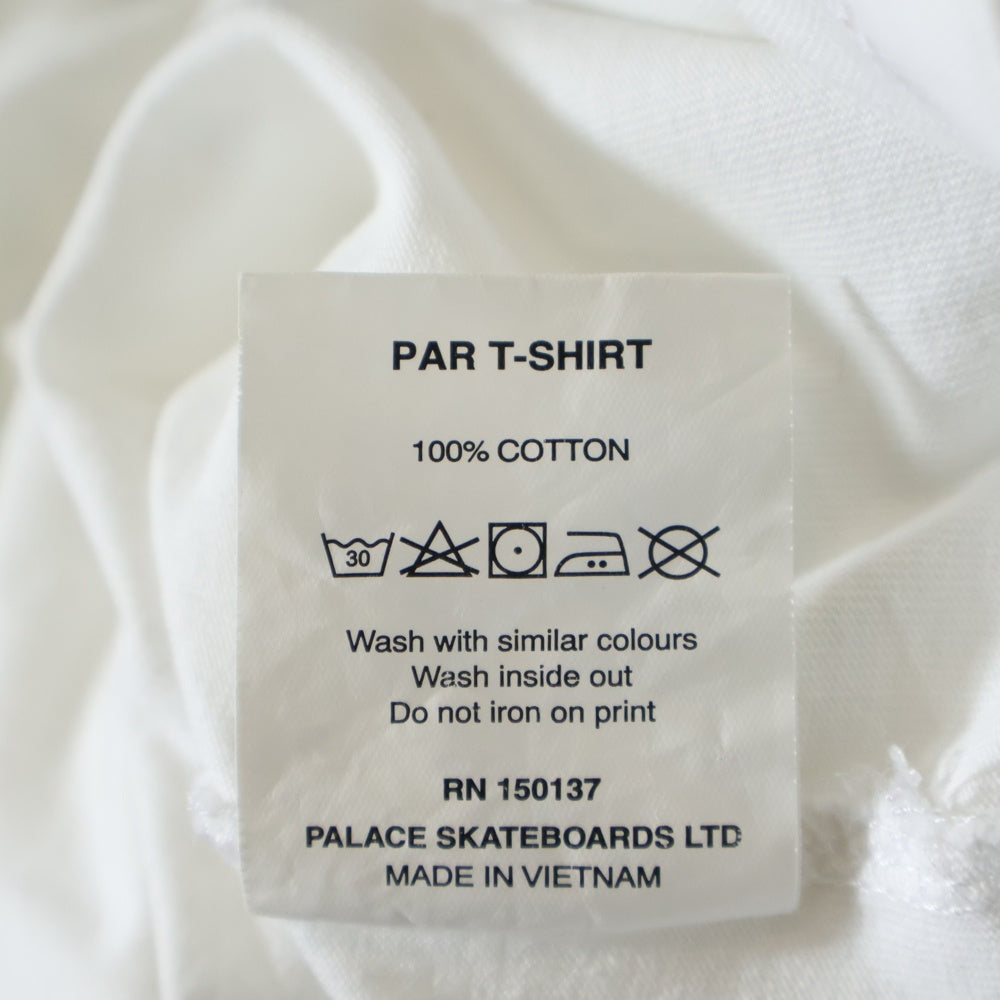 PAR T-SHIRT
100% COTTON
30
Wash with similar colours
Wash inside out
Do not iron on print
RN 150137
PALACE SKATEBOARDS LTD
MADE IN VIETNAM